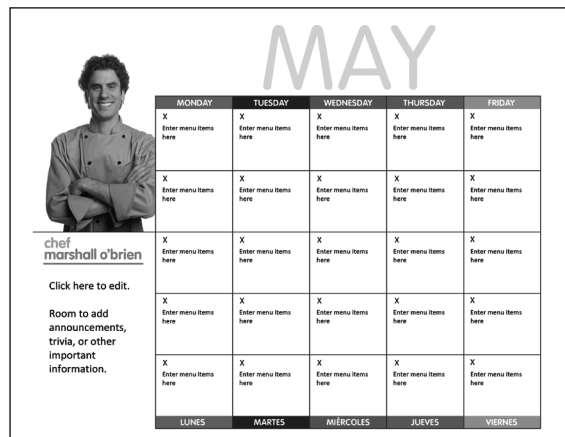 MAY
MONDAY TUESDAY WEDNESDAY THURSDAY FRIDAY
X X X X X
Enter menu items Enter menu items Enter menu items Enter menu items Enter menu items
here here here here here
X X X X X
Enter menu items Enter menu items Enter menu items Enter menu items Enter menu items
here here here here here
X X X X X
Enter menu items Enter menu items Enter menu items Enter menu items Enter menu items
here here here here here
X X X X X
Enter menu items Enter menu items Enter menu items Enter menu items Enter menu items
here here here here here
X X X X X
Enter menu items Enter menu items Enter menu items Enter menu items Enter menu items
here here here here here
LUNES MARTES MIÉRCOLES JUEVES VIERNES
chef
marshall o'brien
Click here to edit.
Room to add
announcements,
trivia, or other
important
information.